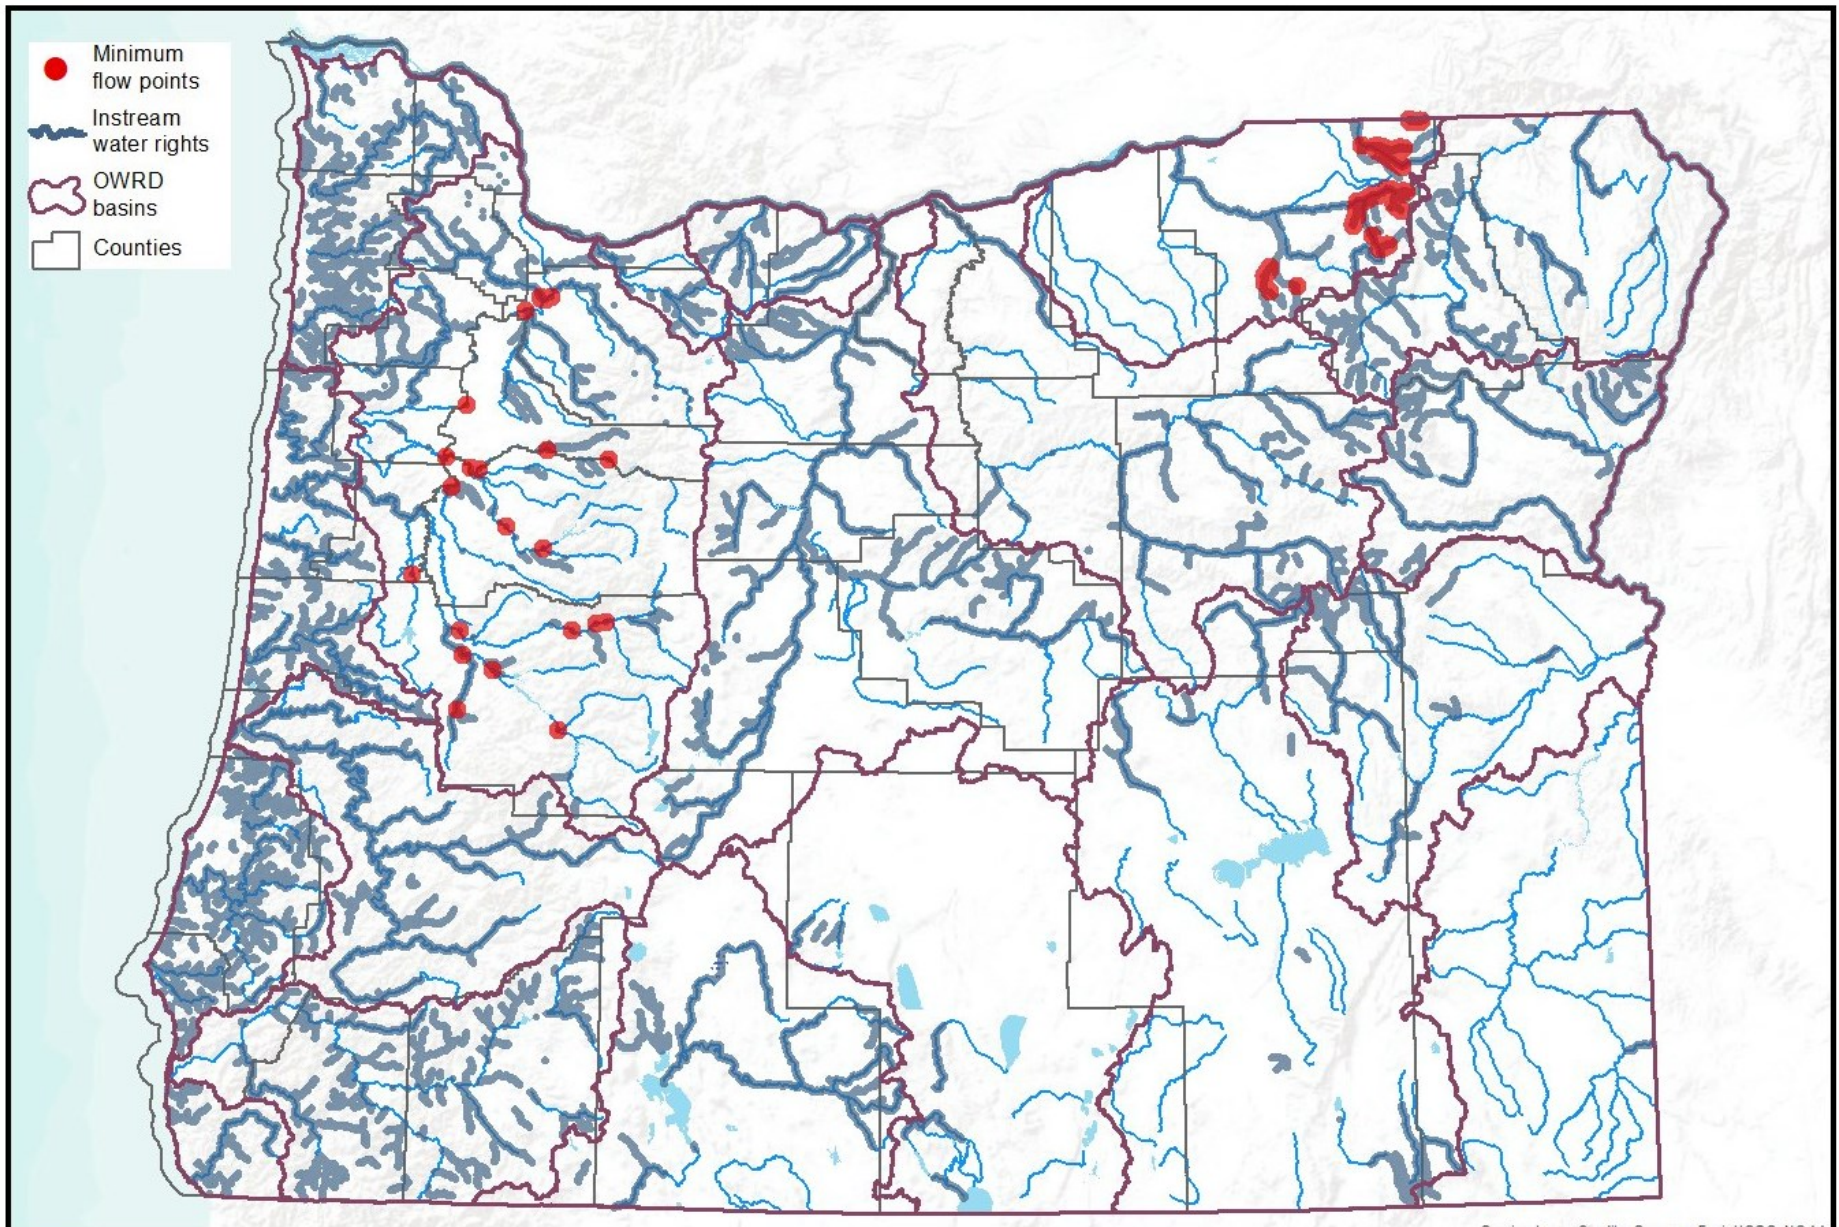 Minimum
flow points
Instream
water rights
OWRD
basins
Counties